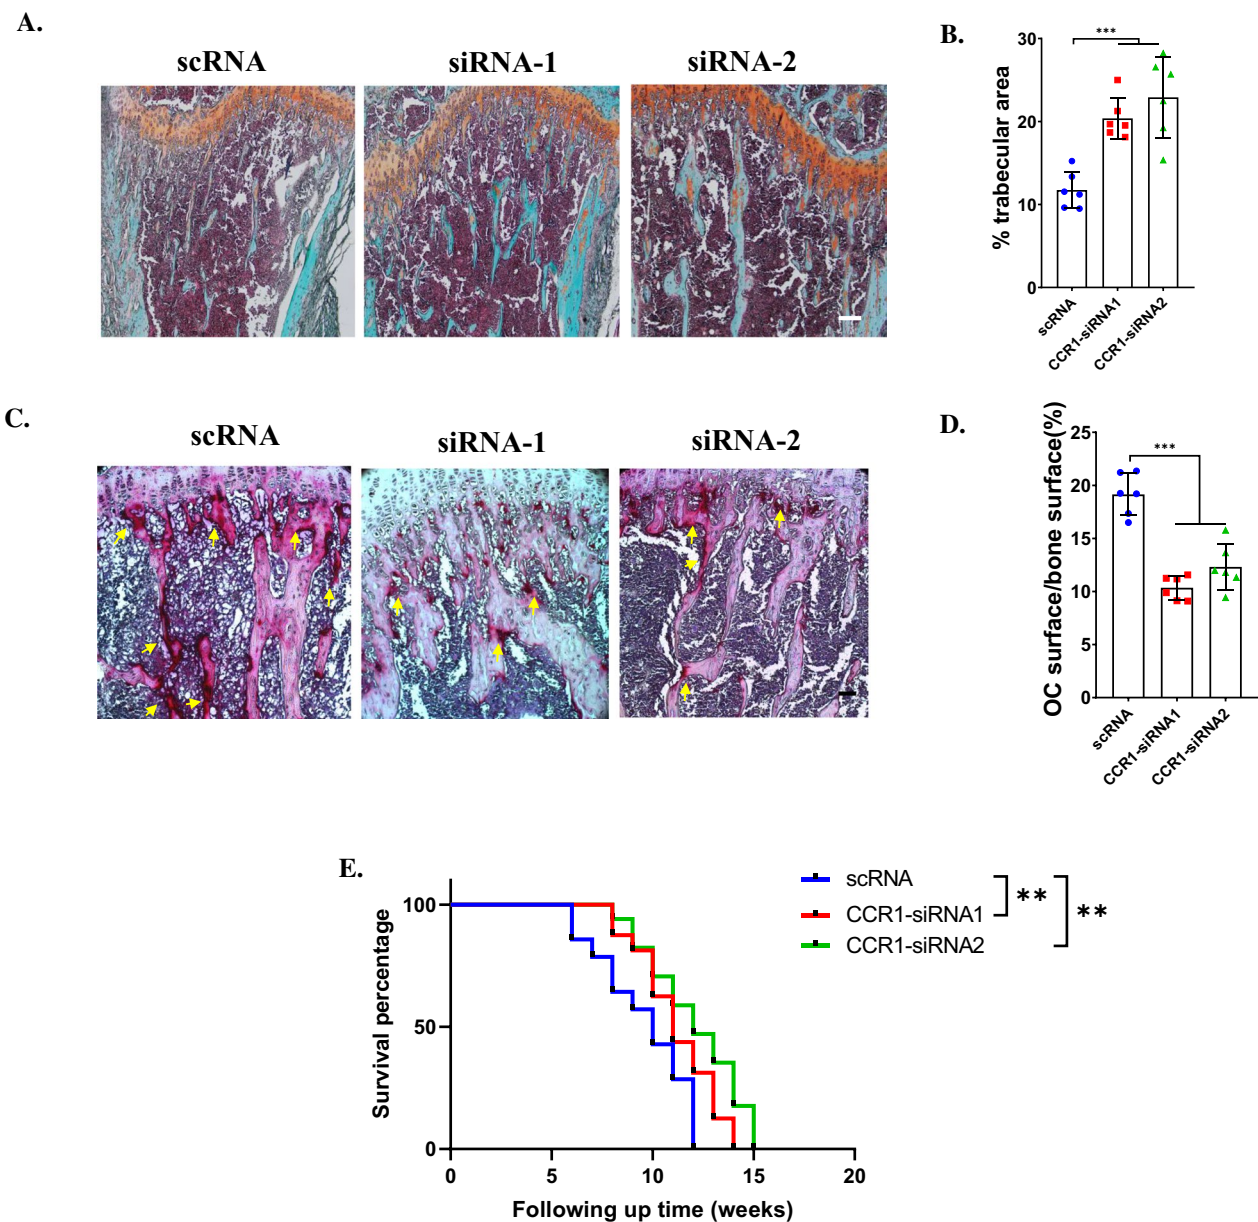 A.
scRNA
siRNA-1
siRNA-2
B.
% trabecular area
30
20
10
0
***
scRNA
CCR1-siRNA1
CCR1-siRNA2
C.
scRNA
siRNA-1
siRNA-2
D.
OC surface/bone surface(%)
25
20
15
10
5
0
***
scRNA
CCR1-siRNA1
CCR1-siRNA2
E.
Survival percentage
100
50
0
0
5
10
15
20
Following up time (weeks)
scRNA
CCR1-siRNA1
CCR1-siRNA2
**
**